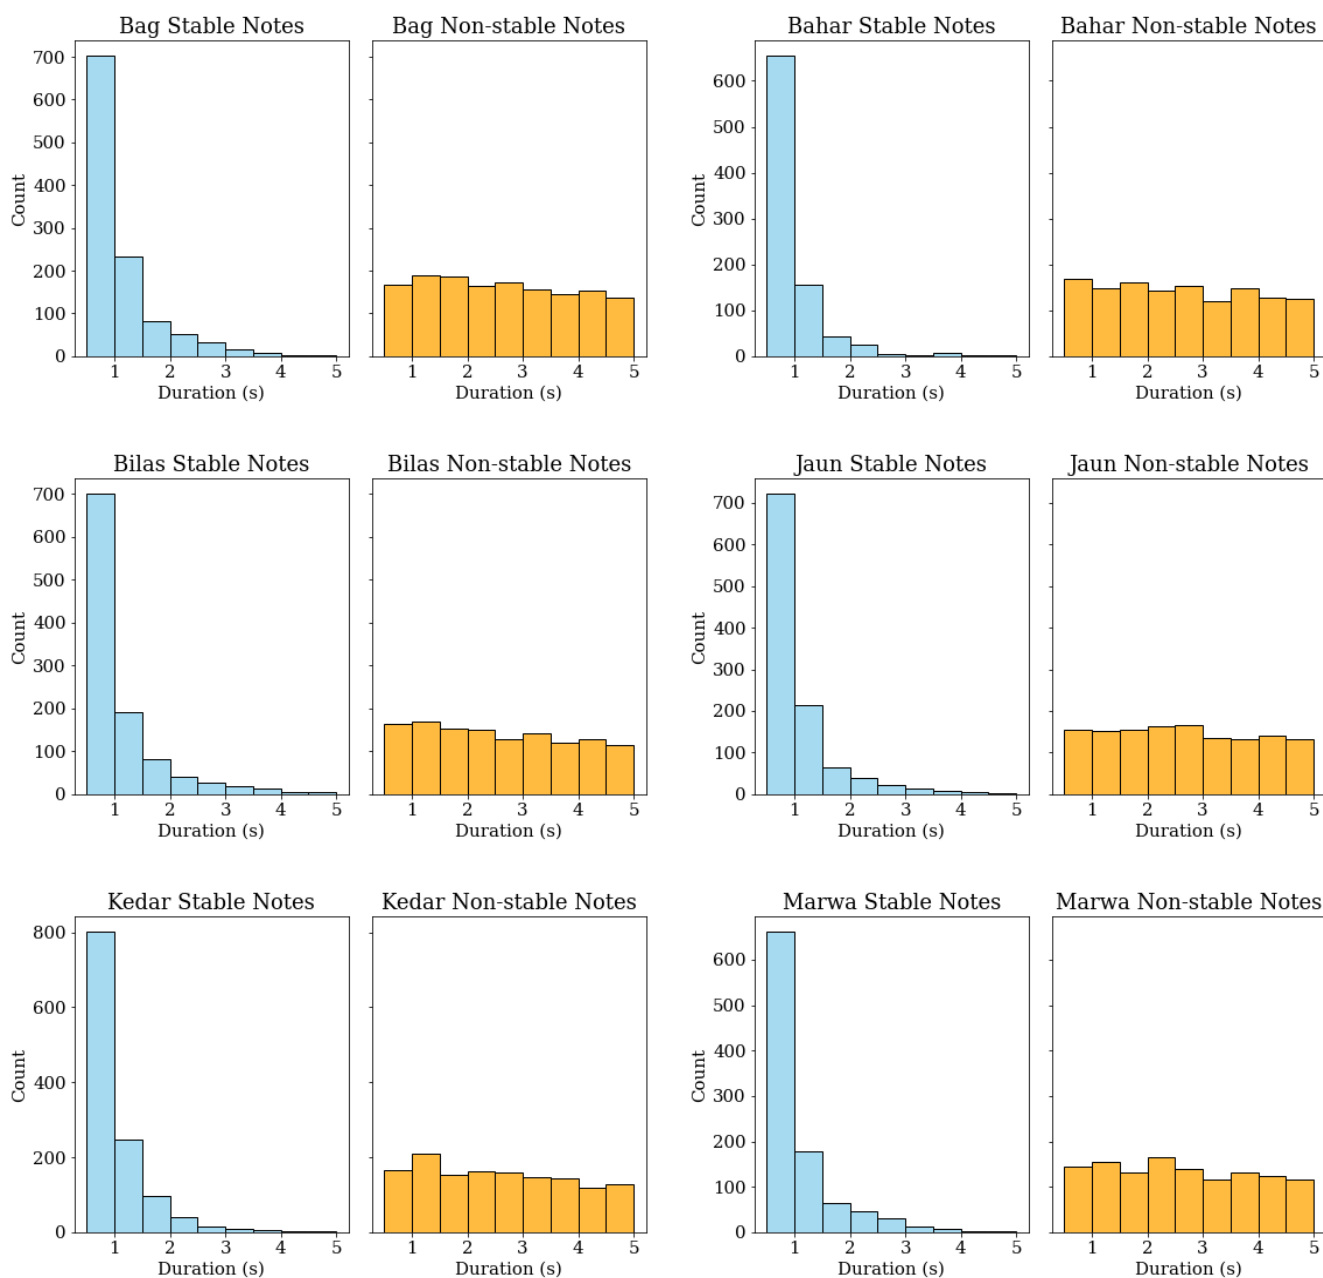 Bag Stable Notes
Bag Non-stable Notes
Bahar Stable Notes
Bahar Non-stable Notes
700
600
500
400
300
200
100
0
Count
1 2 3 4 5
Duration (s)
1 2 3 4 5
Duration (s)
600
500
400
300
200
100
0
Count
1 2 3 4 5
Duration (s)
1 2 3 4 5
Duration (s)
Bilas Stable Notes
Bilas Non-stable Notes
Jaun Stable Notes
Jaun Non-stable Notes
700
600
500
400
300
200
100
0
Count
1 2 3 4 5
Duration (s)
1 2 3 4 5
Duration (s)
700
600
500
400
300
200
100
0
Count
1 2 3 4 5
Duration (s)
1 2 3 4 5
Duration (s)
Kedar Stable Notes
Kedar Non-stable Notes
Marwa Stable Notes
Marwa Non-stable Notes
800
600
400
200
0
Count
1 2 3 4 5
Duration (s)
1 2 3 4 5
Duration (s)
600
500
400
300
200
100
0
Count
1 2 3 4 5
Duration (s)
1 2 3 4 5
Duration (s)